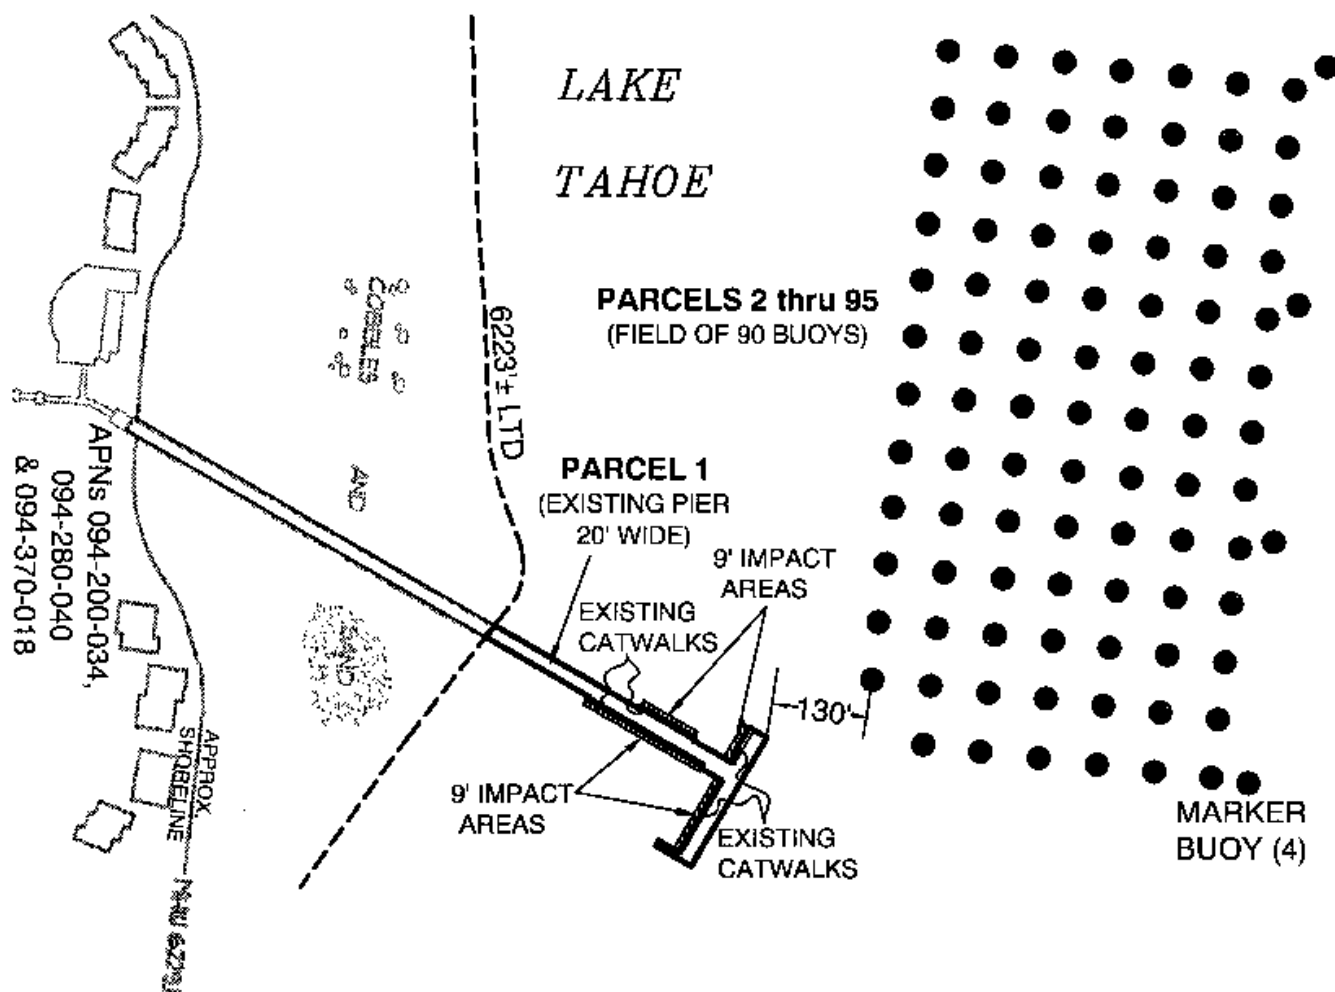 LAKE
TAHOE
PARCELS 2 thru 95
(FIELD OF 90 BUOYS)
COBBLES
AND
SAND
6223'± LTD
PARCEL 1
(EXISTING PIER
20' WIDE)
9' IMPACT
AREAS
EXISTING
CATWALKS
130'
APNs 094-200-034,
094-280-040
& 094-370-018
APPROX
SHORELINE
9' IMPACT
AREAS
EXISTING
CATWALKS
MARKER
BUOY (4)